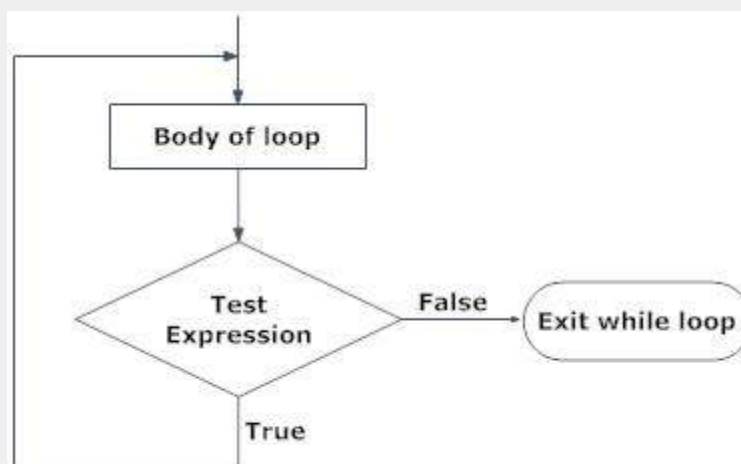 Body of loop
Test
Expression
False
Exit while loop
True